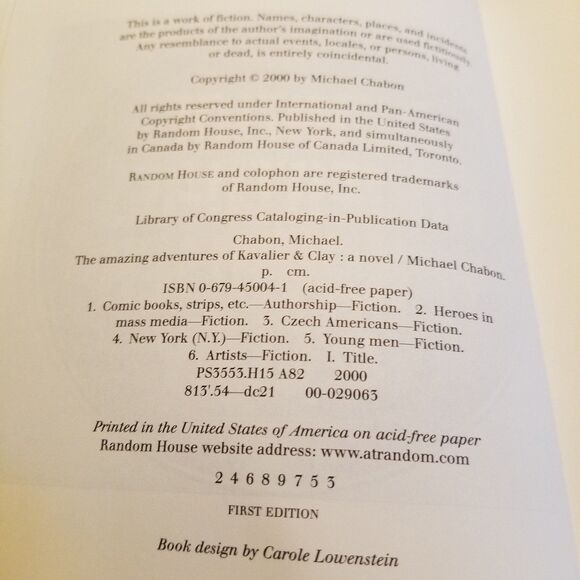 This is a work of fiction. Names, characters, places, and incidents
are the products of the author's imagination or are used fictitiously.
Any resemblance to actual events, locales, or persons, living
or dead, is entirely coincidental.
Copyright © 2000 by Michael Chabon
All rights reserved under International and Pan-American
Copyright Conventions. Published in the United States
by Random House, Inc., New York, and simultaneously
in Canada by Random House of Canada Limited, Toronto.
RANDOM HOUSE and colophon are registered trademarks
of Random House, Inc.
Library of Congress Cataloging-in-Publication Data
Chabon, Michael.
The amazing adventures of Kavalier & Clay : a novel / Michael Chabon.
p. cm.
ISBN 0-679-45004-1 (acid-free paper)
1. Comic books, strips, etc.—Authorship—Fiction. 2. Heroes in
mass media—Fiction. 3. Czech Americans—Fiction.
4. New York (N.Y.)—Fiction. 5. Young men—Fiction.
6. Artists—Fiction. I. Title.
PS3553.H15 A82 2000
813'.54—dc21 00-029063
Printed in the United States of America on acid-free paper
Random House website address: www.atrandom.com
2 4 6 8 9 7 5 3
FIRST EDITION
Book design by Carole Lowenstein